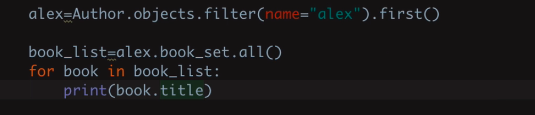 alex=Author.objects.filter(name="alex").first()
book_list=alex.book_set.all()
for book in book_list:
    print(book.title)